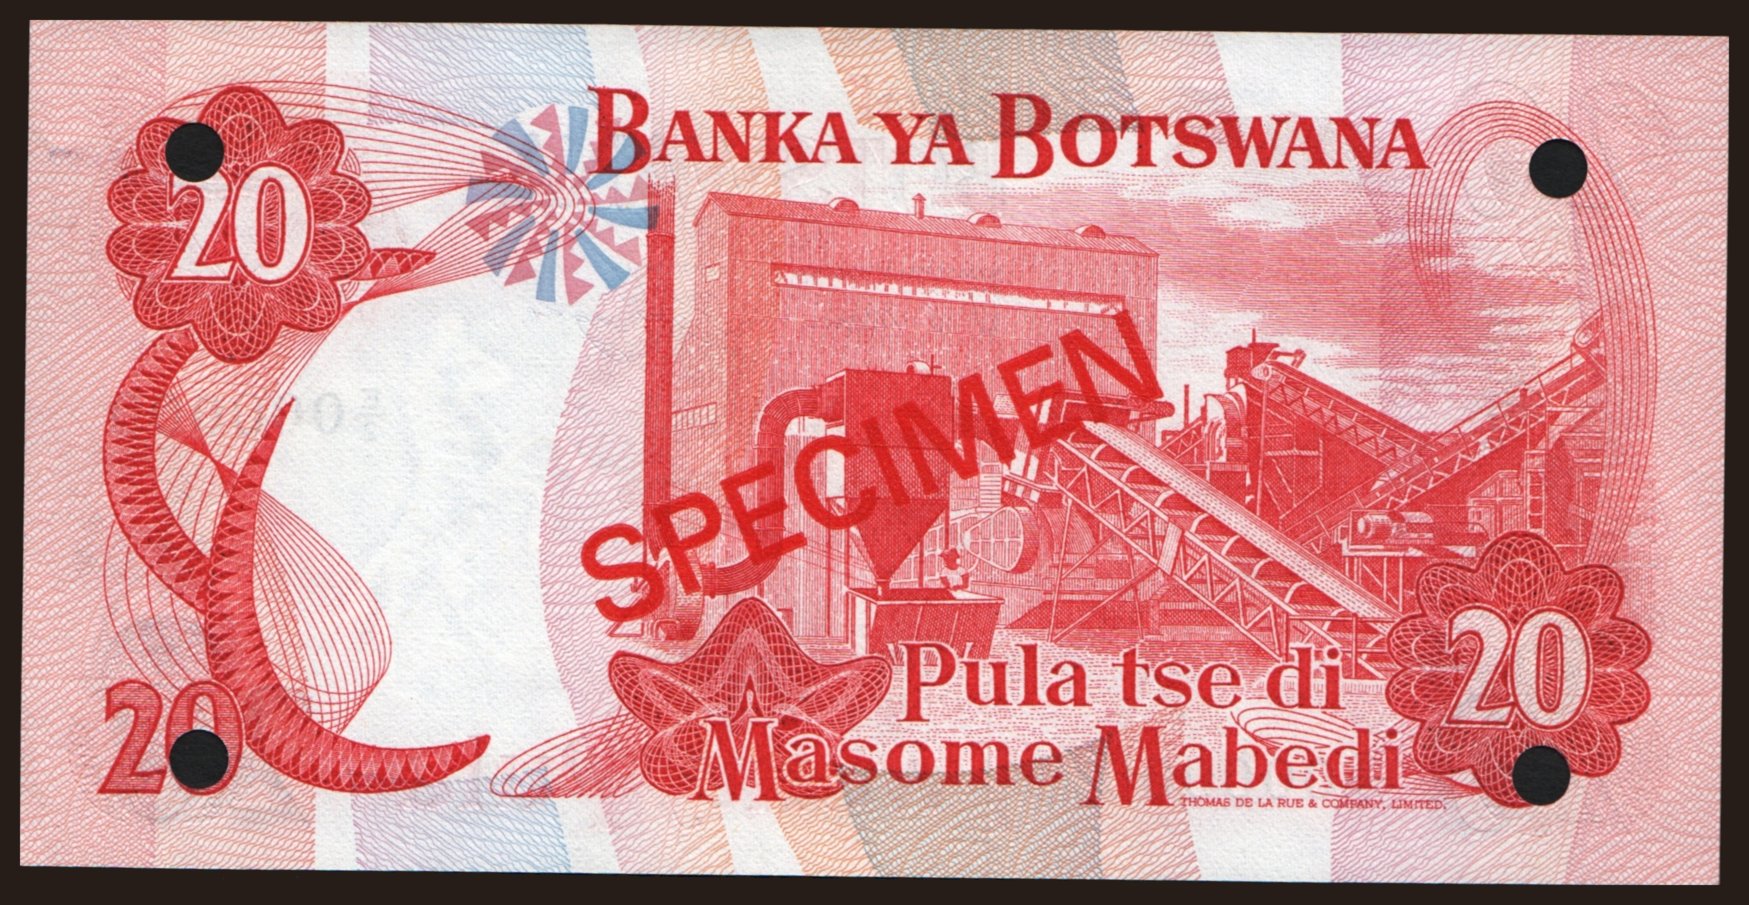 BANKA YA BOTSWANA
20
SPECIMEN
20
Pula tse di
Masome Mabedi
20
THOMAS DE LA RUE & COMPANY, LIMITED.